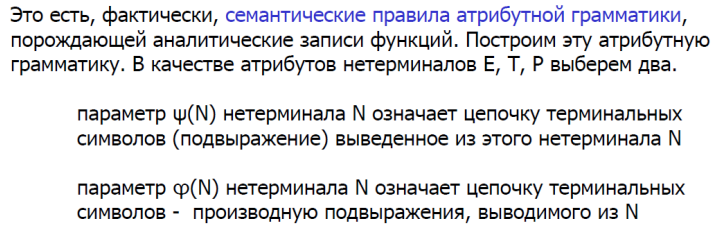 Это есть, фактически, семантические правила атрибутной грамматики,
порождающей аналитические записи функций. Построим эту атрибутную
грамматику. В качестве атрибутов нетерминалов E, T, P выберем два.
параметр ψ(N) нетерминала N означает цепочку терминальных
символов (подвыражение) выведенное из этого нетерминала N
параметр φ(N) нетерминала N означает цепочку терминальных
символов - производную подвыражения, выводимого из N